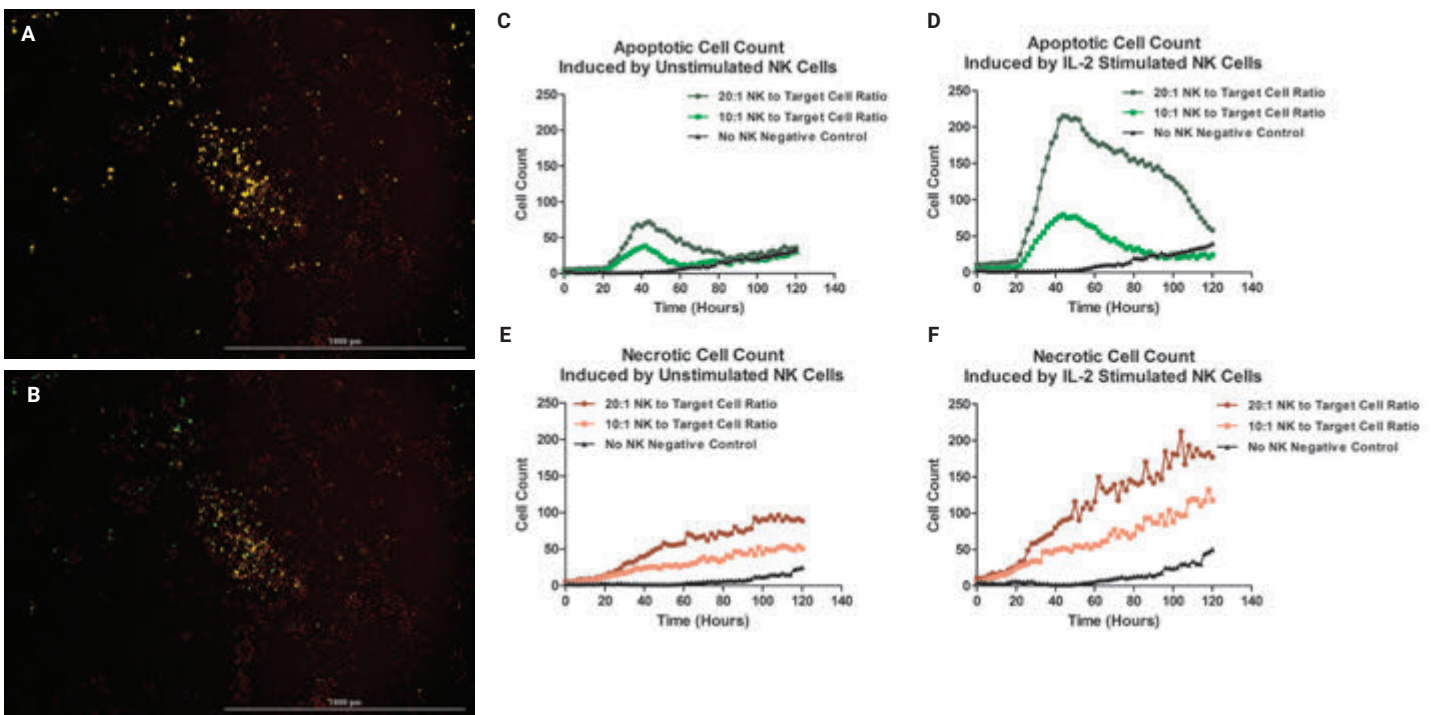 A
1000 µm
B
1000 µm
C
Apoptotic Cell Count
Induced by Unstimulated NK Cells
20:1 NK to Target Cell Ratio
10:1 NK to Target Cell Ratio
No NK Negative Control
Cell Count
250
200
150
100
50
0
0 20 40 60 80 100 120 140
Time (Hours)
D
Apoptotic Cell Count
Induced by IL-2 Stimulated NK Cells
20:1 NK to Target Cell Ratio
10:1 NK to Target Cell Ratio
No NK Negative Control
Cell Count
250
200
150
100
50
0
0 20 40 60 80 100 120 140
Time (Hours)
E
Necrotic Cell Count
Induced by Unstimulated NK Cells
20:1 NK to Target Cell Ratio
10:1 NK to Target Cell Ratio
No NK Negative Control
Cell Count
250
200
150
100
50
0
0 20 40 60 80 100 120 140
Time (Hours)
F
Necrotic Cell Count
Induced by IL-2 Stimulated NK Cells
20:1 NK to Target Cell Ratio
10:1 NK to Target Cell Ratio
No NK Negative Control
Cell Count
250
200
150
100
50
0
0 20 40 60 80 100 120 140
Time (Hours)